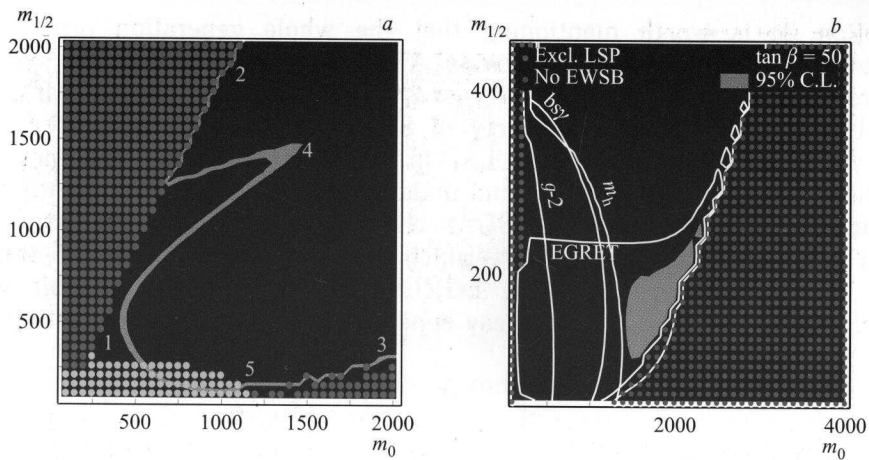 m1/2
a
2000
1500
1000
500
2
4
1
5
3
500
1000
1500
2000
m0
m1/2
b
400
200
Excl. LSP
No EWSB
tan β = 50
95% C.L.
bsγ
g-2
mh
EGRET
2000
4000
m0